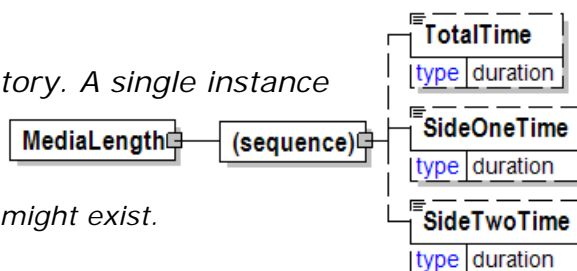 TotalTime
type duration
tory. A single instance
MediaLength
(sequence)
SideOneTime
type duration
might exist.
SideTwoTime
type duration